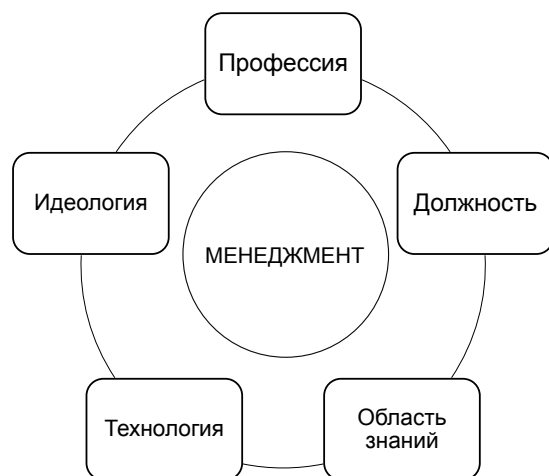 Профессия
Идеология
Должность
МЕНЕДЖМЕНТ
Технология
Область
знаний